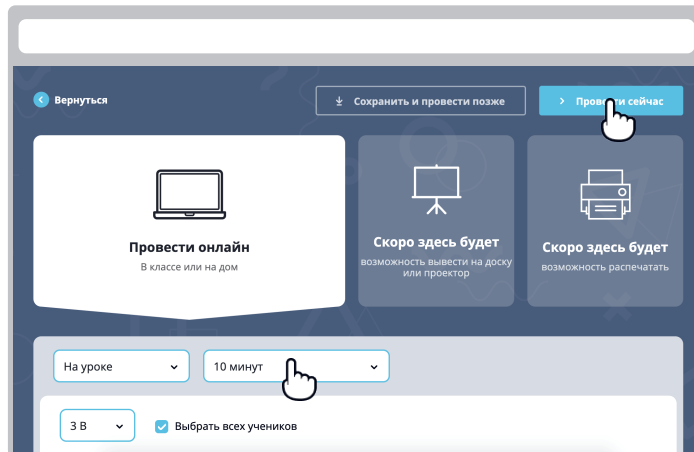 Вернуться
Сохранить и провести позже
Провести сейчас
Провести онлайн
В классе или на дом
Скоро здесь будет
возможность вывести на доску
или проектор
Скоро здесь будет
возможность распечатать
На уроке
10 минут
3 В
Выбрать всех учеников